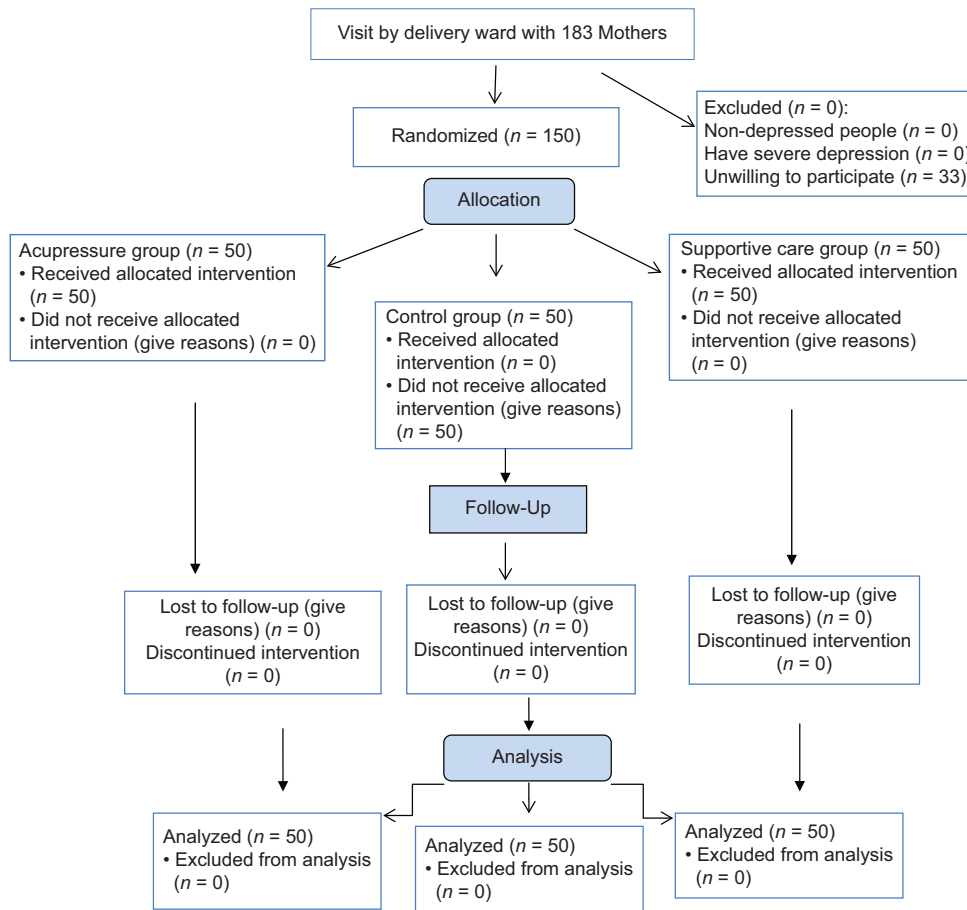 Visit by delivery ward with 183 Mothers
Randomized (n = 150)
Excluded (n = 0):
Non-depressed people (n = 0)
Have severe depression (n = 0)
Unwilling to participate (n = 33)
Allocation
Acupressure group (n = 50)
• Received allocated intervention
(n = 50)
• Did not receive allocated
intervention (give reasons) (n = 0)
Control group (n = 50)
• Received allocated
intervention (n = 0)
• Did not receive allocated
intervention (give reasons)
(n = 50)
Supportive care group (n = 50)
• Received allocated intervention
(n = 50)
• Did not receive allocated
intervention (give reasons)
(n = 0)
Follow-Up
Lost to follow-up (give
reasons) (n = 0)
Discontinued intervention
(n = 0)
Lost to follow-up (give
reasons) (n = 0)
Discontinued intervention
(n = 0)
Lost to follow-up (give
reasons) (n = 0)
Discontinued intervention
(n = 0)
Analysis
Analyzed (n = 50)
• Excluded from analysis
(n = 0)
Analyzed (n = 50)
• Excluded from analysis
(n = 0)
Analyzed (n = 50)
• Excluded from analysis
(n = 0)